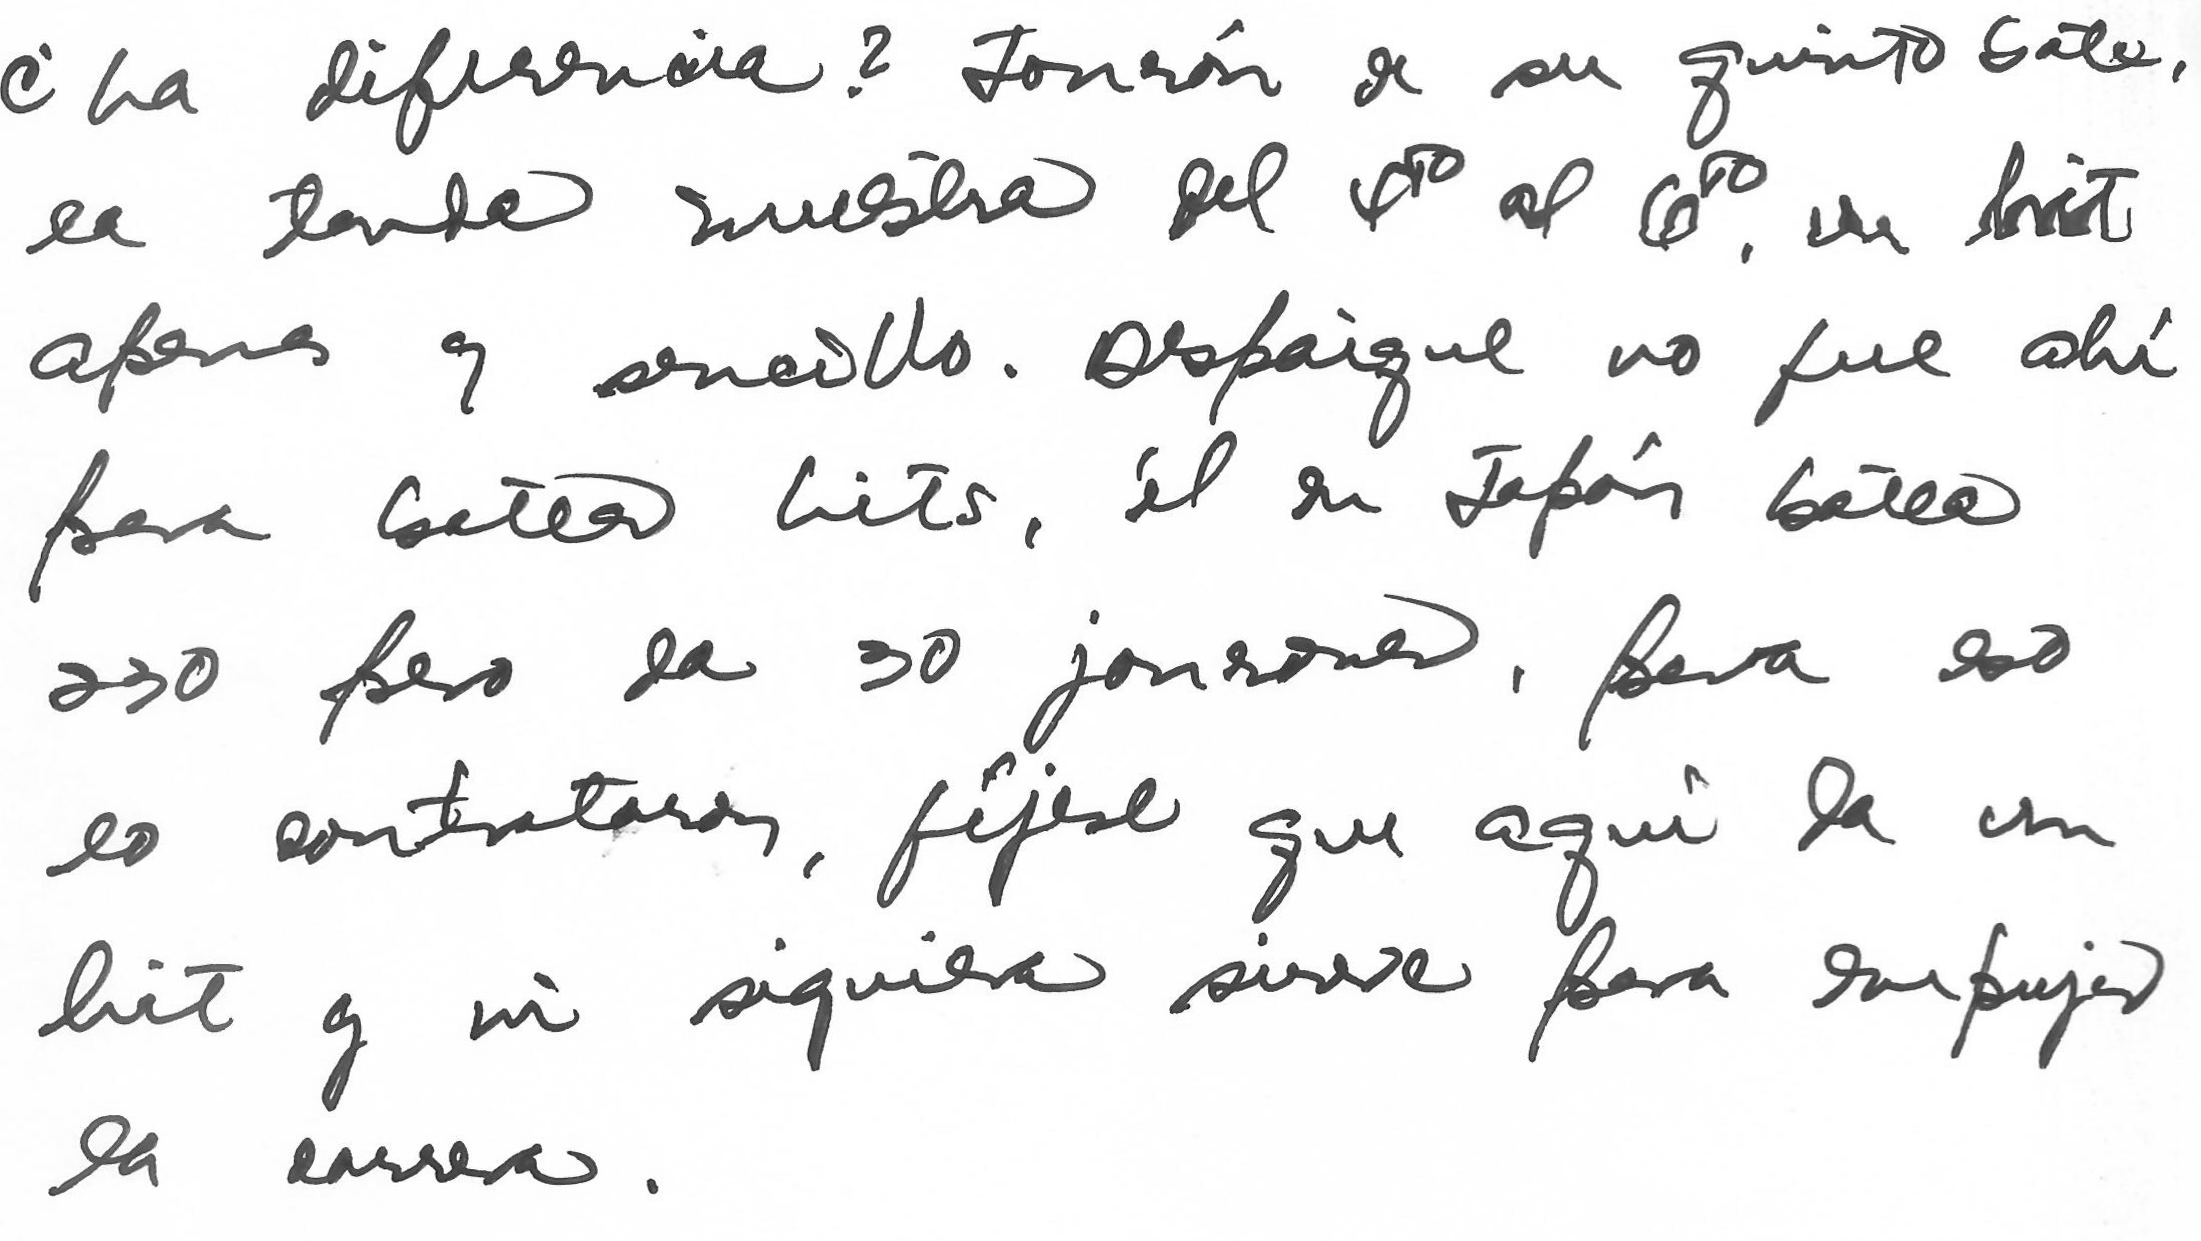 ¿La diferencia? Jonrón de su quinto bate,
la tanda nuestra del 4to al 6to, un hit
apenas y sencillo. Despaigne no fue ahí
para batear hits, él en Japón batea
230 pero da 30 jonrones, para eso
lo contrataron, fíjese que aquí da un
hit y ni siquiera sirve para empujar
la carrera.